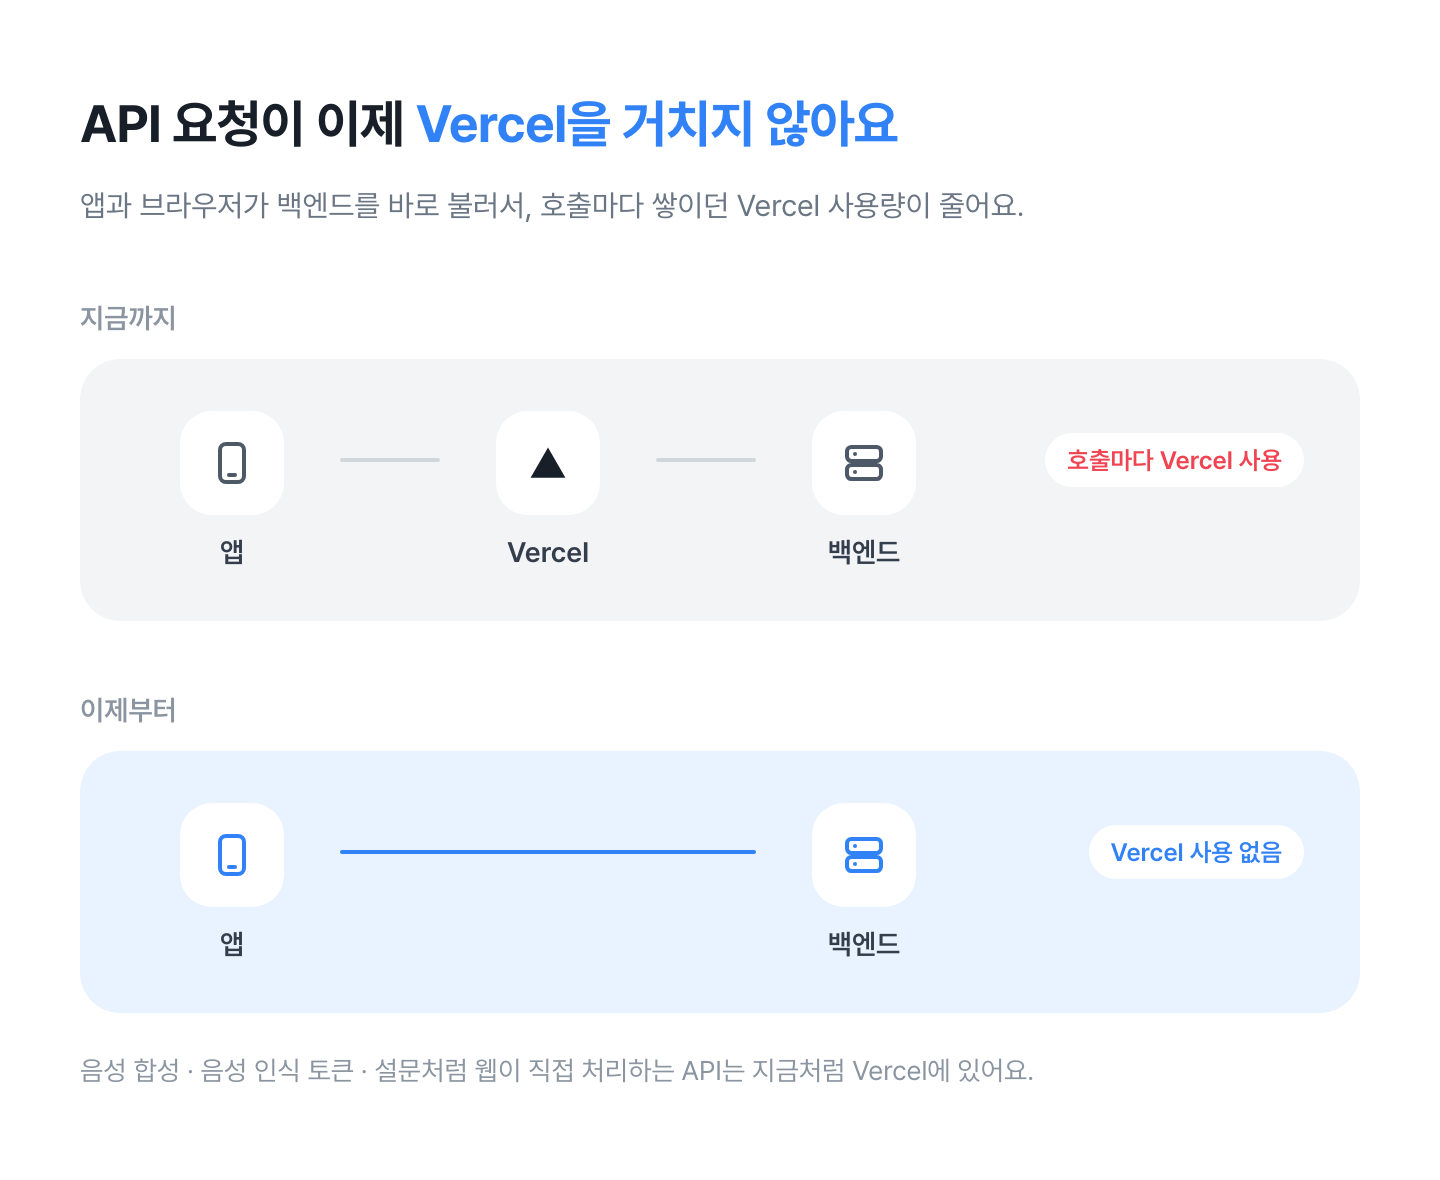 API 요청이 이제 Vercel을 거치지 않아요
앱과 브라우저가 백엔드를 바로 불러서, 호출마다 쌓이던 Vercel 사용량이 줄어요.
지금까지
앱
Vercel
백엔드
호출마다 Vercel 사용
이제부터
앱
백엔드
Vercel 사용 없음
음성 합성 · 음성 인식 토큰 · 설문처럼 웹이 직접 처리하는 API는 지금처럼 Vercel에 있어요.